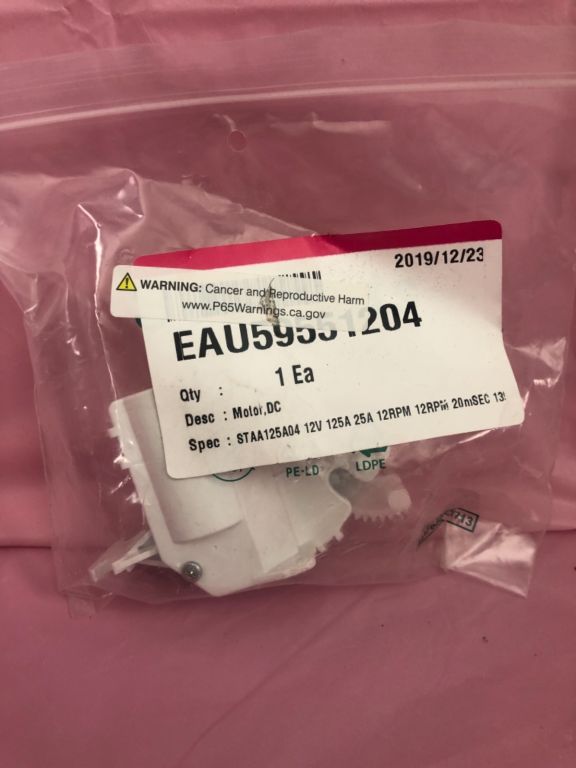 2019/12/23
WARNING: Cancer and Reproductive Harm
www.P65Warnings.ca.gov
1 Ea
Qty :
Desc : Motor,DC
Spec : STAA125A04 12V 125A 25A 12RPM 12RPM 20mSEC
PE-LD
LDPE